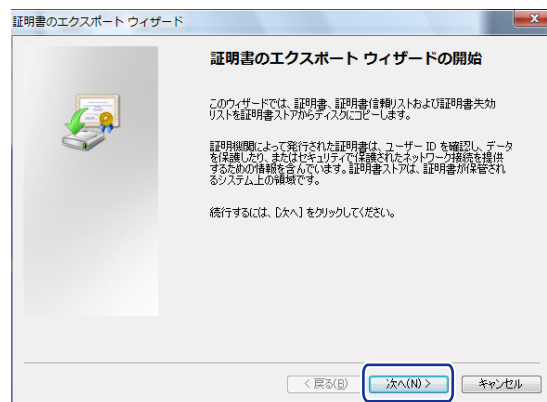 証明書のエクスポート ウィザード
証明書のエクスポート ウィザードの開始
このウィザードでは、証明書、証明書信頼リストおよび証明書失効
リストを証明書ストアからディスクにコピーします。
証明機関によって発行された証明書は、ユーザー ID を確認し、データ
を保護したり、またはセキュリティで保護されたネットワーク接続を提供
するための情報を含んでいます。証明書ストアは、証明書が保管され
るシステム上の領域です。
続行するには、[次へ] をクリックしてください。
< 戻る(B)
次へ(N) >
キャンセル